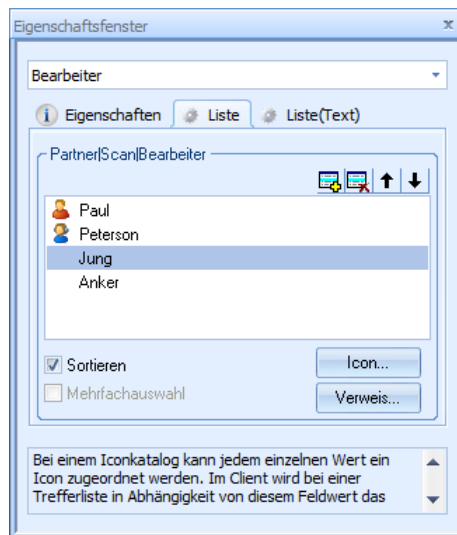 Eigenschaftsfenster
Bearbeiter
Eigenschaften Liste Liste(Text)
Partner|Scan|Bearbeiter
Paul
Peterson
Jung
Anker
Sortieren
Icon...
Mehrfachauswahl
Verweis...
Bei einem Iconkatalog kann jedem einzelnen Wert ein
Icon zugeordnet werden. Im Client wird bei einer
Trefferliste in Abhängigkeit von diesem Feldwert das